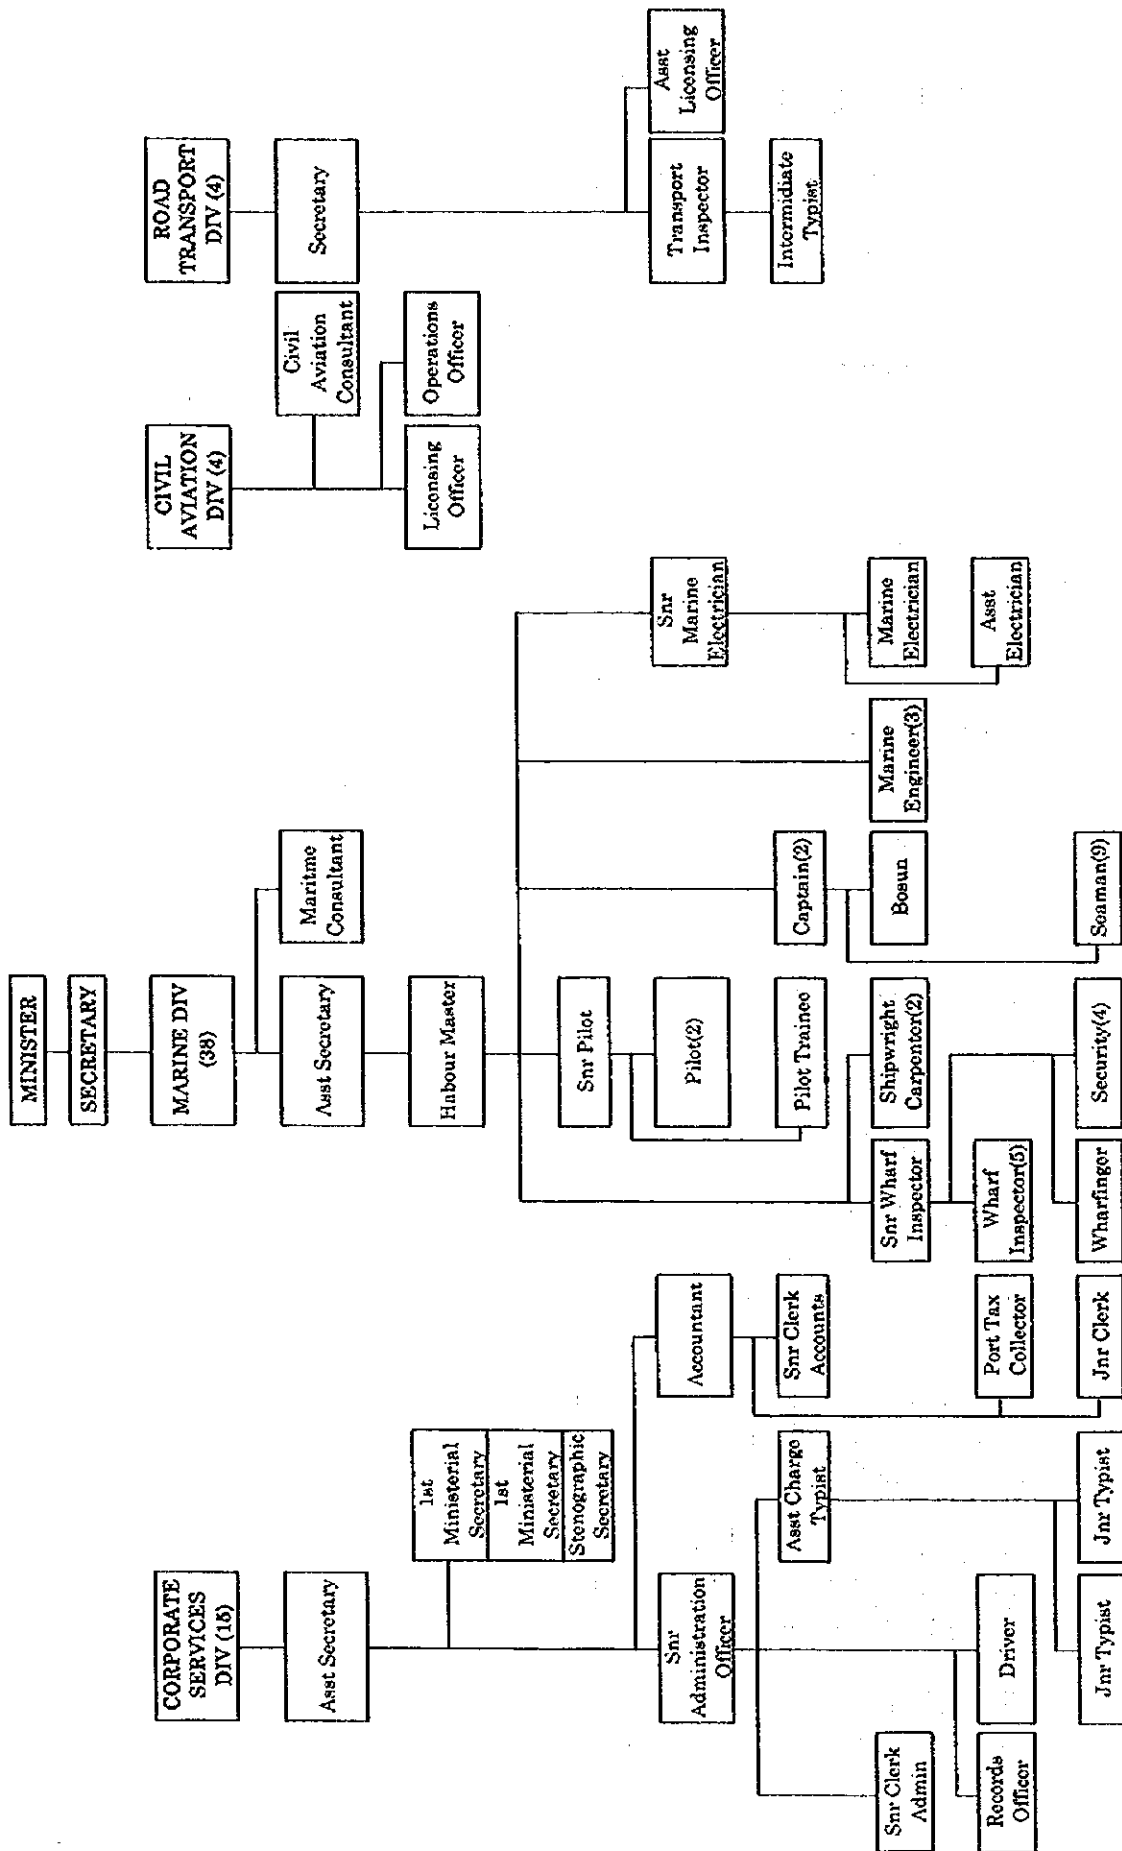 MINISTER
SECRETARY
CORPORATE
SERVICES
DIV (15)
MARINE DIV
(38)
CIVIL
AVIATION
DIV (4)
ROAD
TRANSPORT
DIV (4)
Asst Secretary
Asst Secretary
Maritme
Consultant
Civil
Aviation
Consultant
Secretary
1st
Ministerial
Secretary
1st
Ministerial
Secretary
Stenographic
Secretary
Habour Master
Licensing
Officer
Operations
Officer
Snr Pilot
Snr
Administration
Officer
Accountant
Pilot(2)
Snr
Marine
Electrician
Transport
Inspector
Asst
Licensing
Officer
Asst Charge
Typist
Snr Clerk
Accounts
Pilot Trainee
Captain(2)
Intermidiate
Typist
Snr Clerk
Admin
Snr Wharf
Inspector
Shipwright
Carpenter(2)
Bosun
Marine
Engineer(3)
Marine
Electrician
Records
Officer
Driver
Port Tax
Collector
Wharf
Inspector(5)
Asst
Electrician
Jnr Typist
Jnr Typist
Jnr Clerk
Wharfinger
Security(4)
Seaman(9)